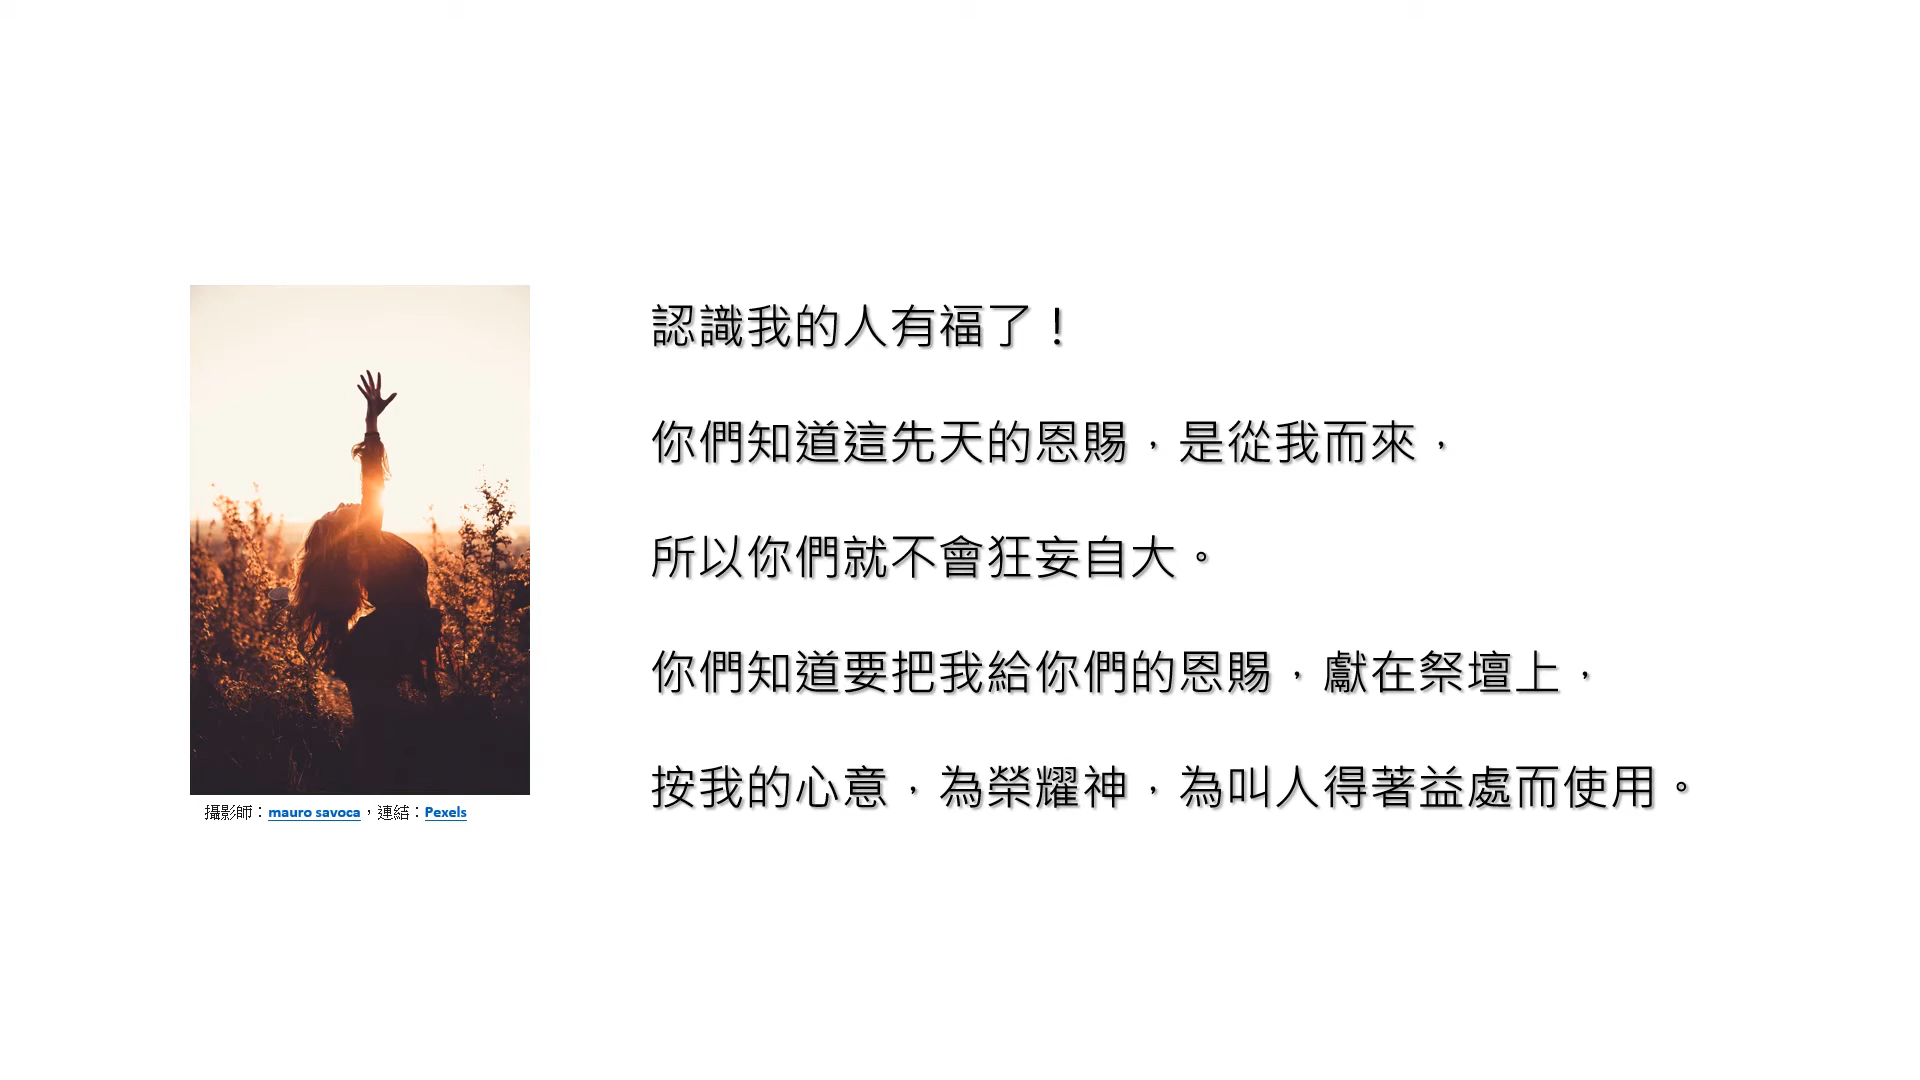 認識我的人有福了！
你們知道這先天的恩賜，是從我而來，
所以你們就不會狂妄自大。
你們知道要把我給你們的恩賜，獻在祭壇上，
按我的心意，為榮耀神，為叫人得著益處而使用。
攝影師：mauro savoca，連結：Pexels